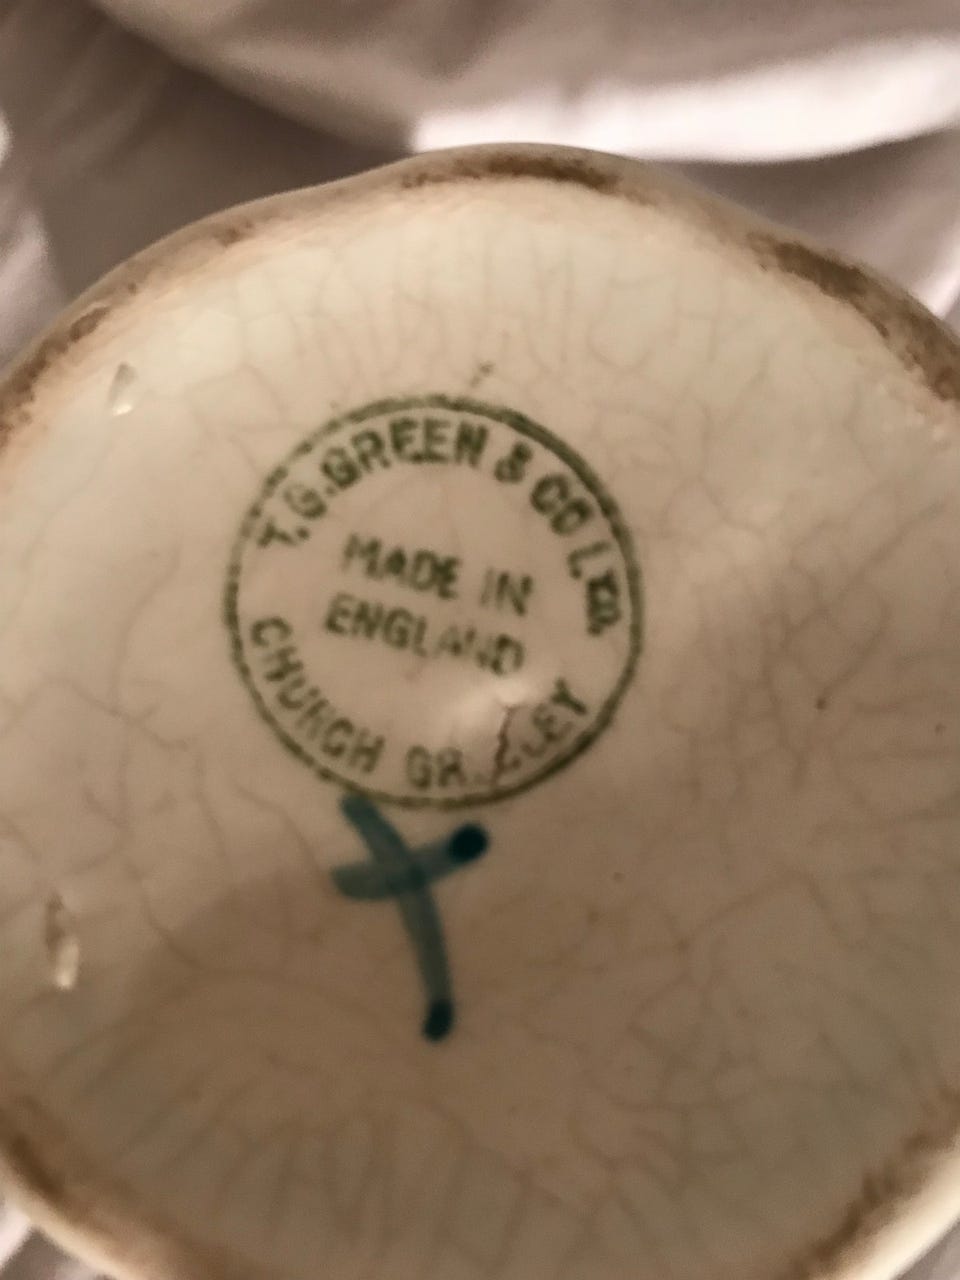 T.G.GREEN & CO LTD.
MADE IN
ENGLAND
CHURCH